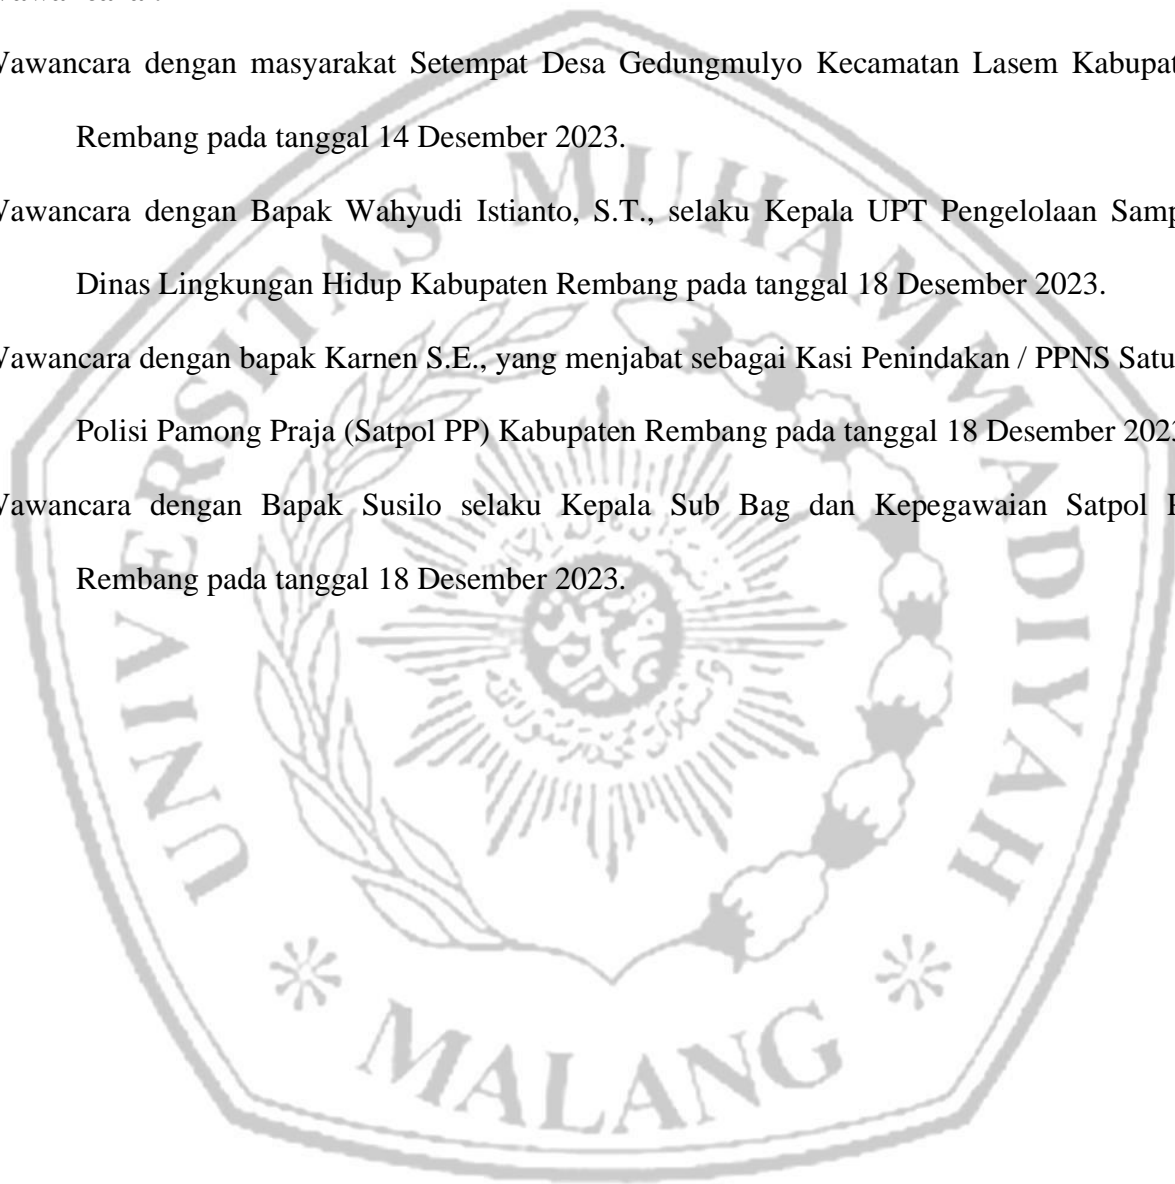 Wawancara dengan masyarakat Setempat Desa Gedungmulyo Kecamatan Lasem Kabupat
Rembang pada tanggal 14 Desember 2023.
Wawancara dengan Bapak Wahyudi Istianto, S.T., selaku Kepala UPT Pengelolaan Samp
Dinas Lingkungan Hidup Kabupaten Rembang pada tanggal 18 Desember 2023.
Wawancara dengan bapak Karnen S.E., yang menjabat sebagai Kasi Penindakan / PPNS Satu
Polisi Pamong Praja (Satpol PP) Kabupaten Rembang pada tanggal 18 Desember 2023
Wawancara dengan Bapak Susilo selaku Kepala Sub Bag dan Kepegawaian Satpol P
Rembang pada tanggal 18 Desember 2023.
UNIVERSITAS MUHAMMADIYAH
MALANG